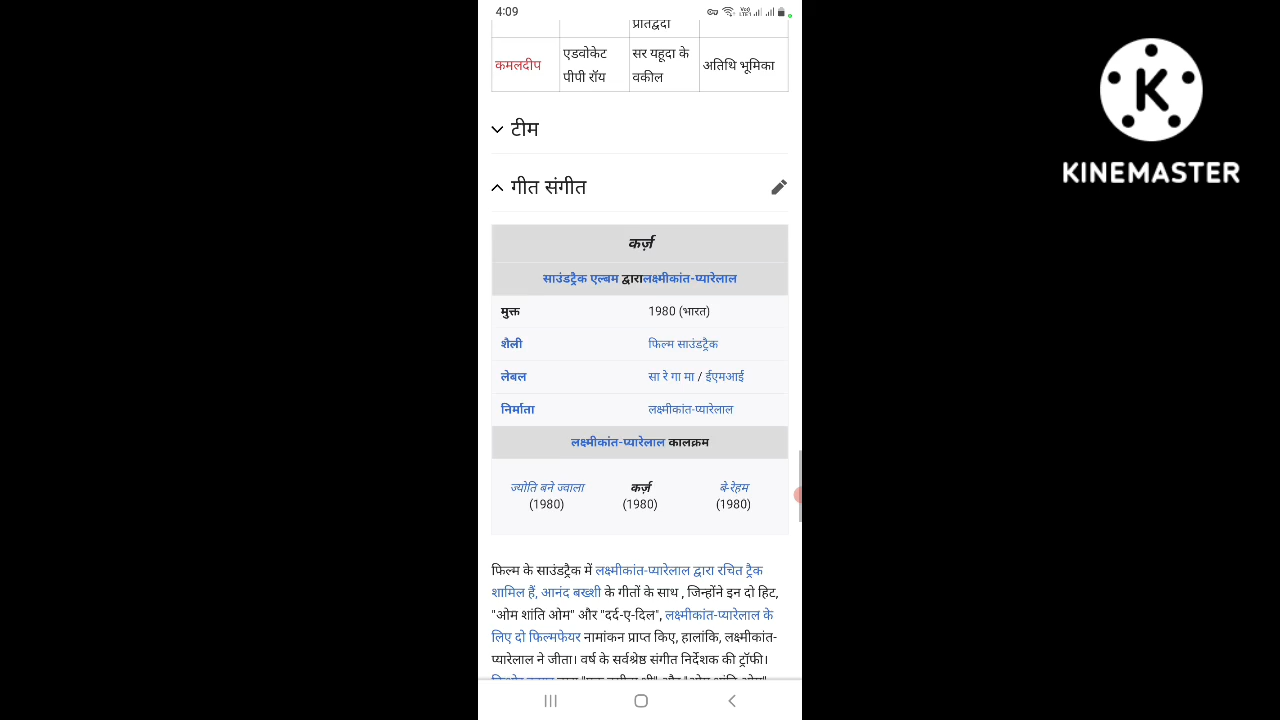 4:09
प्रतिद्वंदी
कमलदीप
एडवोकेट
पीपी रॉय
सर यहूदा के
वकील
अतिथि भूमिका
टीम
गीत संगीत
कर्ज़
साउंडट्रैक एल्बम द्वारालक्ष्मीकांत-प्यारेलाल
मुक्त 1980 (भारत)
शैली फिल्म साउंडट्रैक
लेबल सा रे गा मा / ईएमआई
निर्माता लक्ष्मीकांत-प्यारेलाल
लक्ष्मीकांत-प्यारेलाल कालक्रम
ज्योति बने ज्वाला कर्ज़ बे-रेहम
(1980) (1980) (1980)
फिल्म के साउंडट्रैक में लक्ष्मीकांत-प्यारेलाल द्वारा रचित ट्रैक
शामिल हैं, आनंद बख्शी के गीतों के साथ , जिन्होंने इन दो हिट,
"ओम शांति ओम" और "दर्द-ए-दिल", लक्ष्मीकांत-प्यारेलाल के
लिए दो फिल्मफेयर नामांकन प्राप्त किए, हालांकि, लक्ष्मीकांत-
प्यारेलाल ने जीता। वर्ष के सर्वश्रेष्ठ संगीत निर्देशक की ट्रॉफी।
K
KINEMASTER